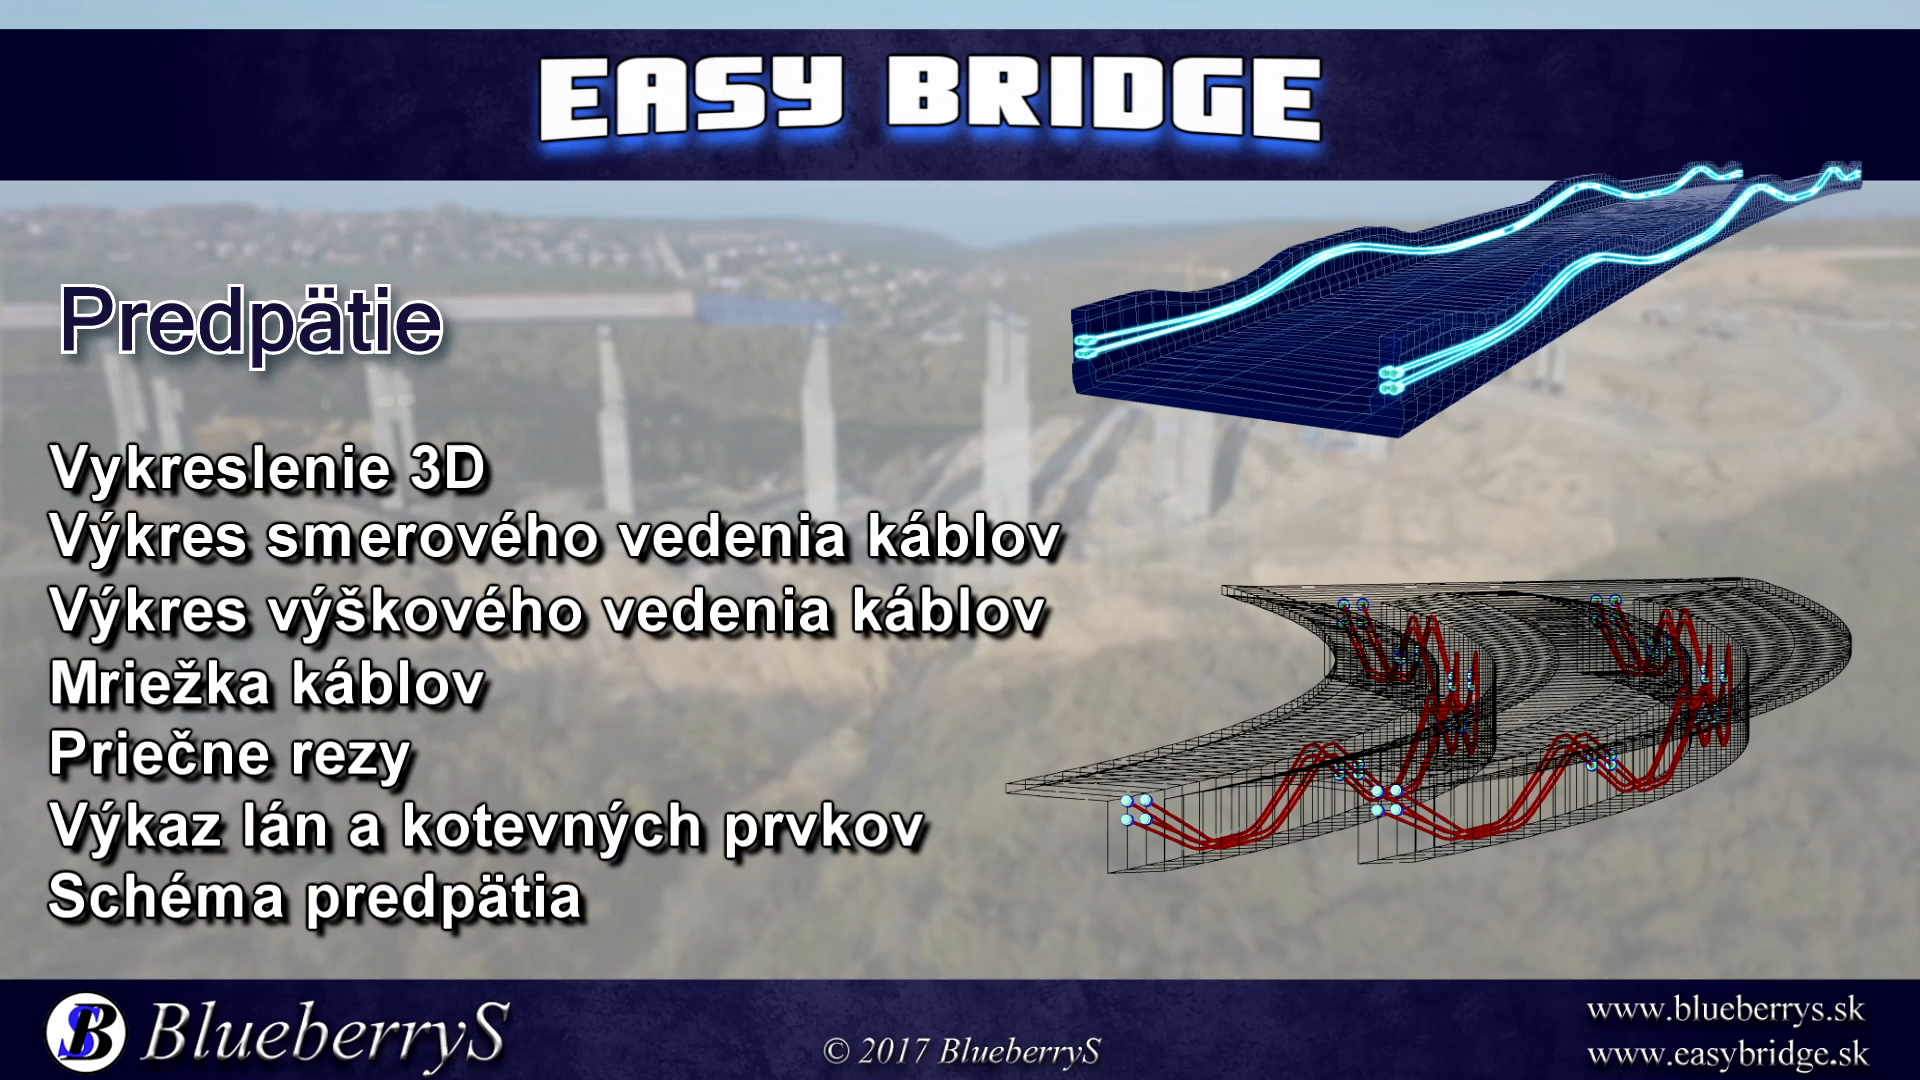 EASY BRIDGE
Predpätie
Vykreslenie 3D
Výkres smerového vedenia káblov
Výkres výškového vedenia káblov
Mriežka káblov
Priečne rezy
Výkaz lán a kotevných prvkov
Schéma predpätia
BlueberryS
© 2017 BlueberryS
www.blueberrys.sk
www.easybridge.sk